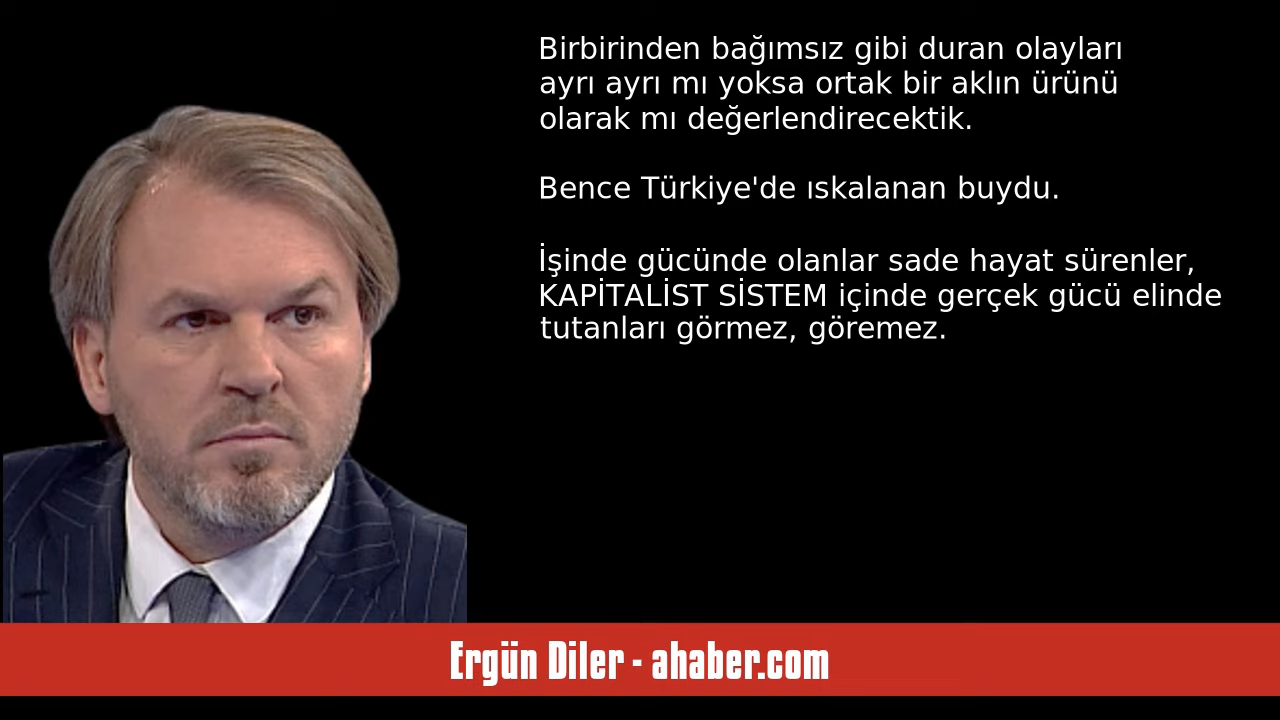 Birbirinden bağımsız gibi duran olayları
ayrı ayrı mı yoksa ortak bir aklın ürünü
olarak mı değerlendirecektik.
Bence Türkiye'de ıskalanan buydu.
İşinde gücünde olanlar sade hayat sürenler,
KAPİTALİST SİSTEM içinde gerçek gücü elinde
tutanları görmez, göremez.
Ergün Diler - ahaber.com